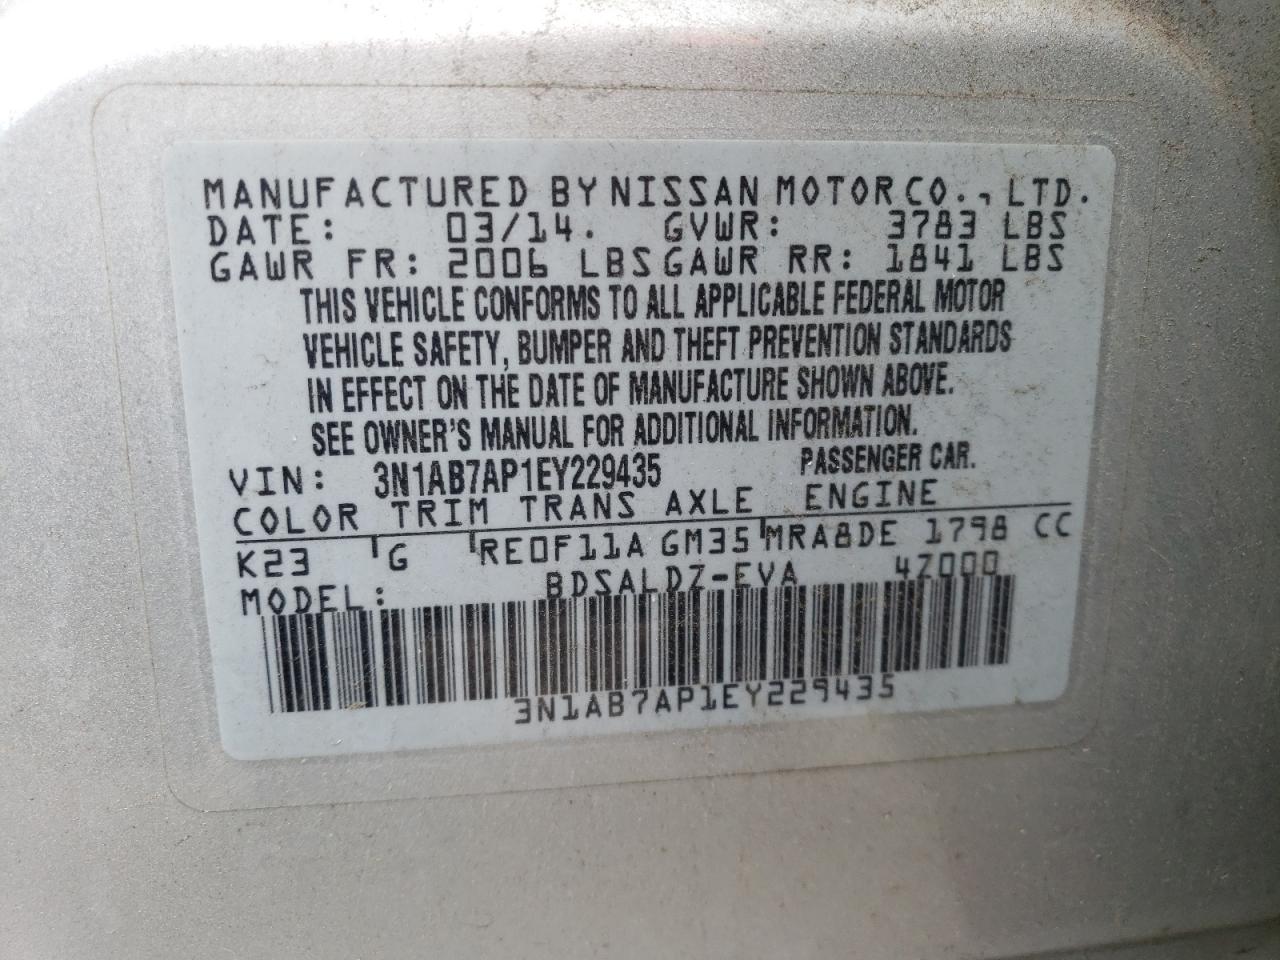 MANUFACTURED BY NISSAN MOTOR CO., LTD.
DATE: 03/14. GVWR: 3783 LBS
GAWR FR: 2006 LBS GAWR RR: 1841 LBS
THIS VEHICLE CONFORMS TO ALL APPLICABLE FEDERAL MOTOR
VEHICLE SAFETY, BUMPER AND THEFT PREVENTION STANDARDS
IN EFFECT ON THE DATE OF MANUFACTURE SHOWN ABOVE.
SEE OWNER'S MANUAL FOR ADDITIONAL INFORMATION.
VIN: 3N1AB7AP1EY229435 PASSENGER CAR.
COLOR TRIM TRANS AXLE ENGINE
K23 G RE0F11A GM35 MRA8DE 1798 CC
MODEL: BDSALDZ-EVA 4Z000
3N1AB7AP1EY229435